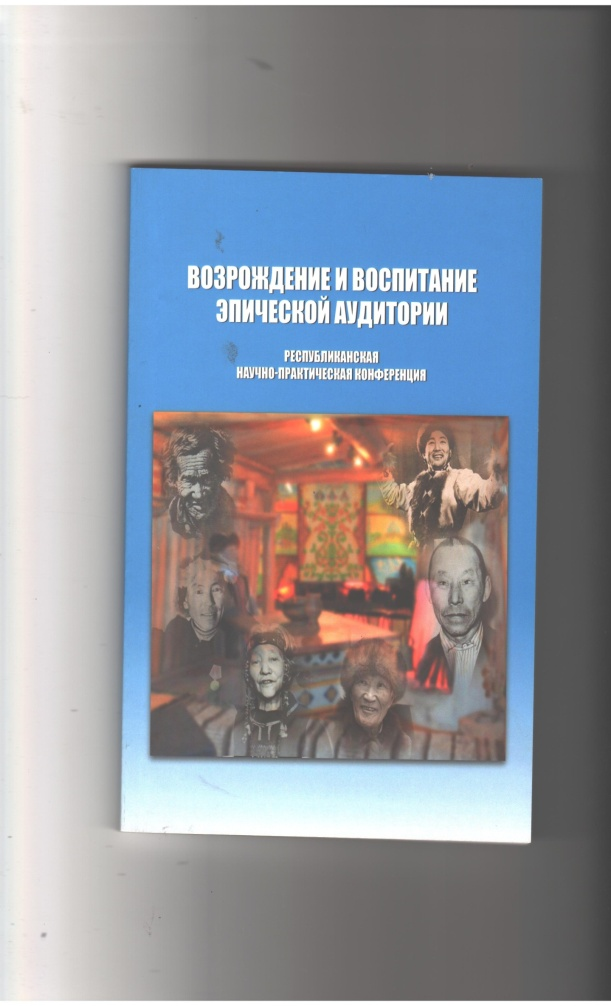 ВОЗРОЖДЕНИЕ И ВОСПИТАНИЕ
ЭПИЧЕСКОЙ АУДИТОРИИ
РЕСПУБЛИКАНСКАЯ
НАУЧНО-ПРАКТИЧЕСКАЯ КОНФЕРЕНЦИЯ